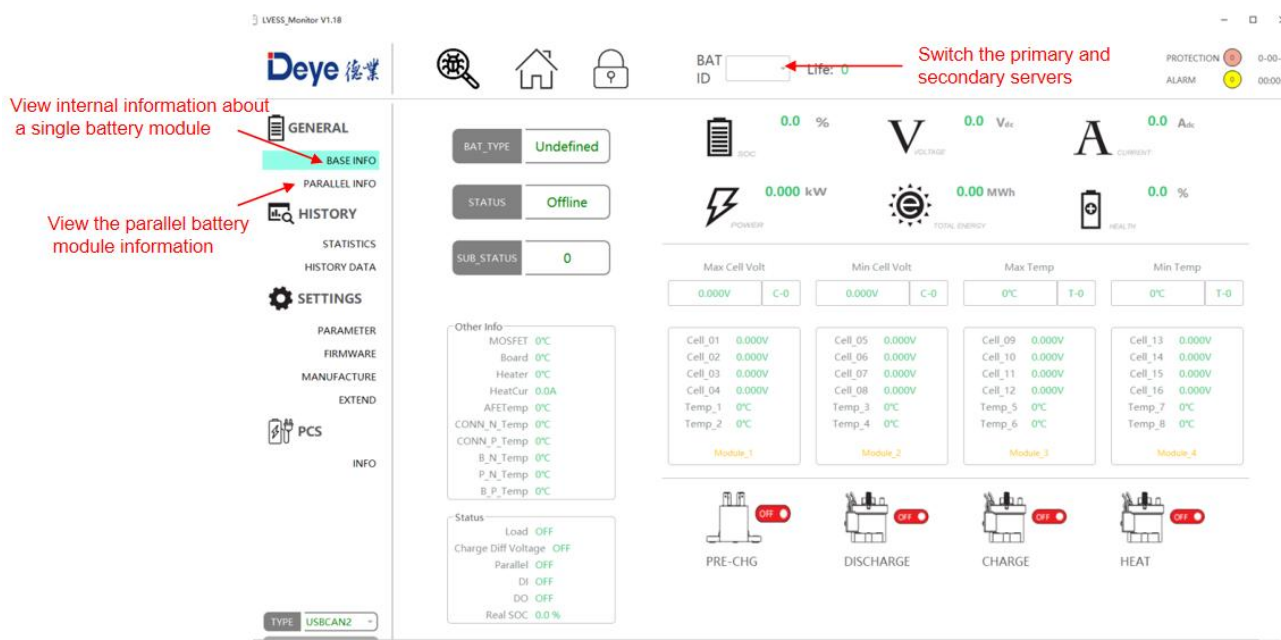 LVESS_Monitor V1.18
Deye 德業
BAT
ID
Life: 0
Switch the primary and
secondary servers
PROTECTION 0 0-00-
ALARM 0 00:00
View internal information about
a single battery module
View the parallel battery
module information
GENERAL
BASE INFO
PARALLEL INFO
HISTORY
STATISTICS
HISTORY DATA
SETTINGS
PARAMETER
FIRMWARE
MANUFACTURE
EXTEND
PCS
INFO
TYPE USBCAN2
BAT_TYPE Undefined
STATUS Offline
SUB_STATUS 0
0.0 %
SOC
V 0.0 Vdc
VOLTAGE
A 0.0 Adc
CURRENT
0.000 kW
POWER
e 0.00 MWh
TOTAL ENERGY
0.0 %
HEALTH
Max Cell Volt Min Cell Volt Max Temp Min Temp
0.000V C-0 0.000V C-0 0℃ T-0 0℃ T-0
Other Info
MOSFET 0℃
Board 0℃
Heater 0℃
HeatCur 0.0A
AFETemp 0℃
CONN_N_Temp 0℃
CONN_P_Temp 0℃
B_N_Temp 0℃
P_N_Temp 0℃
B_P_Temp 0℃
Status
Load OFF
Charge Diff Voltage OFF
Parallel OFF
DI OFF
DO OFF
Real SOC 0.0 %
Cell_01 0.000V
Cell_02 0.000V
Cell_03 0.000V
Cell_04 0.000V
Temp_1 0℃
Temp_2 0℃
Module_1
Cell_05 0.000V
Cell_06 0.000V
Cell_07 0.000V
Cell_08 0.000V
Temp_3 0℃
Temp_4 0℃
Module_2
Cell_09 0.000V
Cell_10 0.000V
Cell_11 0.000V
Cell_12 0.000V
Temp_5 0℃
Temp_6 0℃
Module_3
Cell_13 0.000V
Cell_14 0.000V
Cell_15 0.000V
Cell_16 0.000V
Temp_7 0℃
Temp_8 0℃
Module_4
OFF OFF OFF OFF
PRE-CHG DISCHARGE CHARGE HEAT